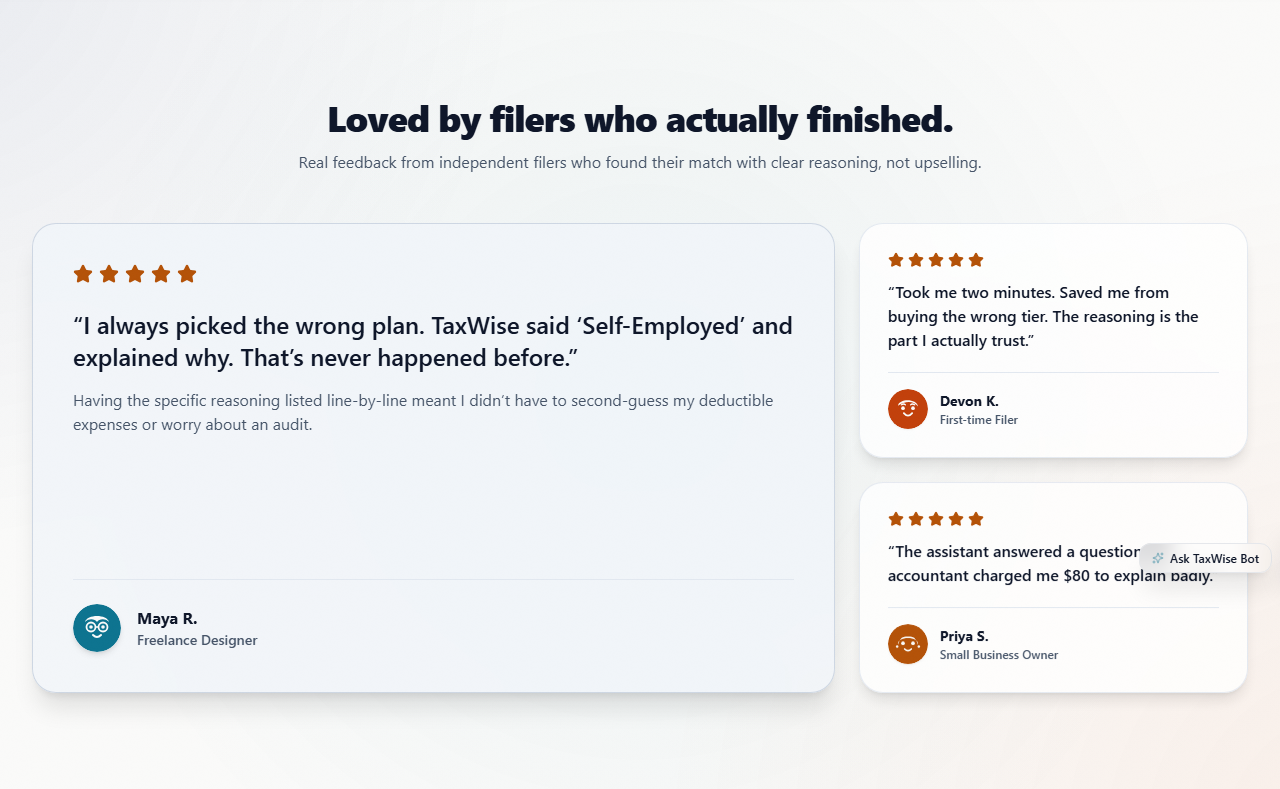 Loved by filers who actually finished.
Real feedback from independent filers who found their match with clear reasoning, not upselling.
“I always picked the wrong plan. TaxWise said ‘Self-Employed’ and
explained why. That’s never happened before.”
Having the specific reasoning listed line-by-line meant I didn’t have to second-guess my deductible
expenses or worry about an audit.
Maya R.
Freelance Designer
“Took me two minutes. Saved me from
buying the wrong tier. The reasoning is the
part I actually trust.”
Devon K.
First-time Filer
“The assistant answered a question
accountant charged me $80 to explain badly.
Ask TaxWise Bot
Priya S.
Small Business Owner